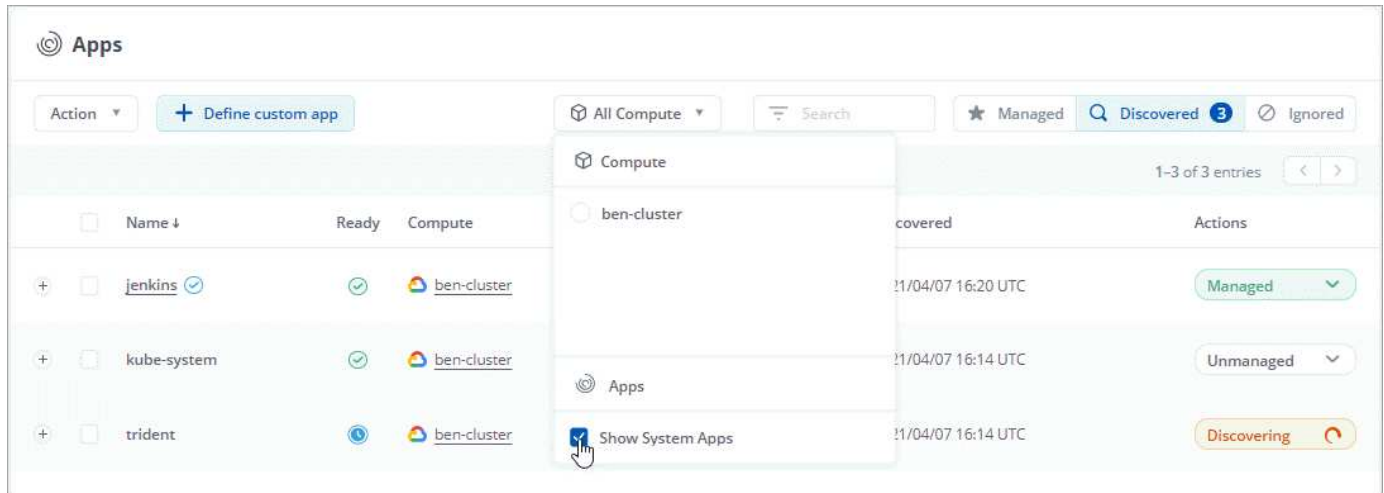 Apps
Action + Define custom app All Compute Search Managed Discovered 3 Ignored
Compute
1–3 of 3 entries
ben-cluster
Name ↓ Ready Compute covered Actions
jenkins ben-cluster 21/04/07 16:20 UTC Managed
kube-system ben-cluster 21/04/07 16:14 UTC Unmanaged
Apps
trident ben-cluster 21/04/07 16:14 UTC Discovering
Show System Apps